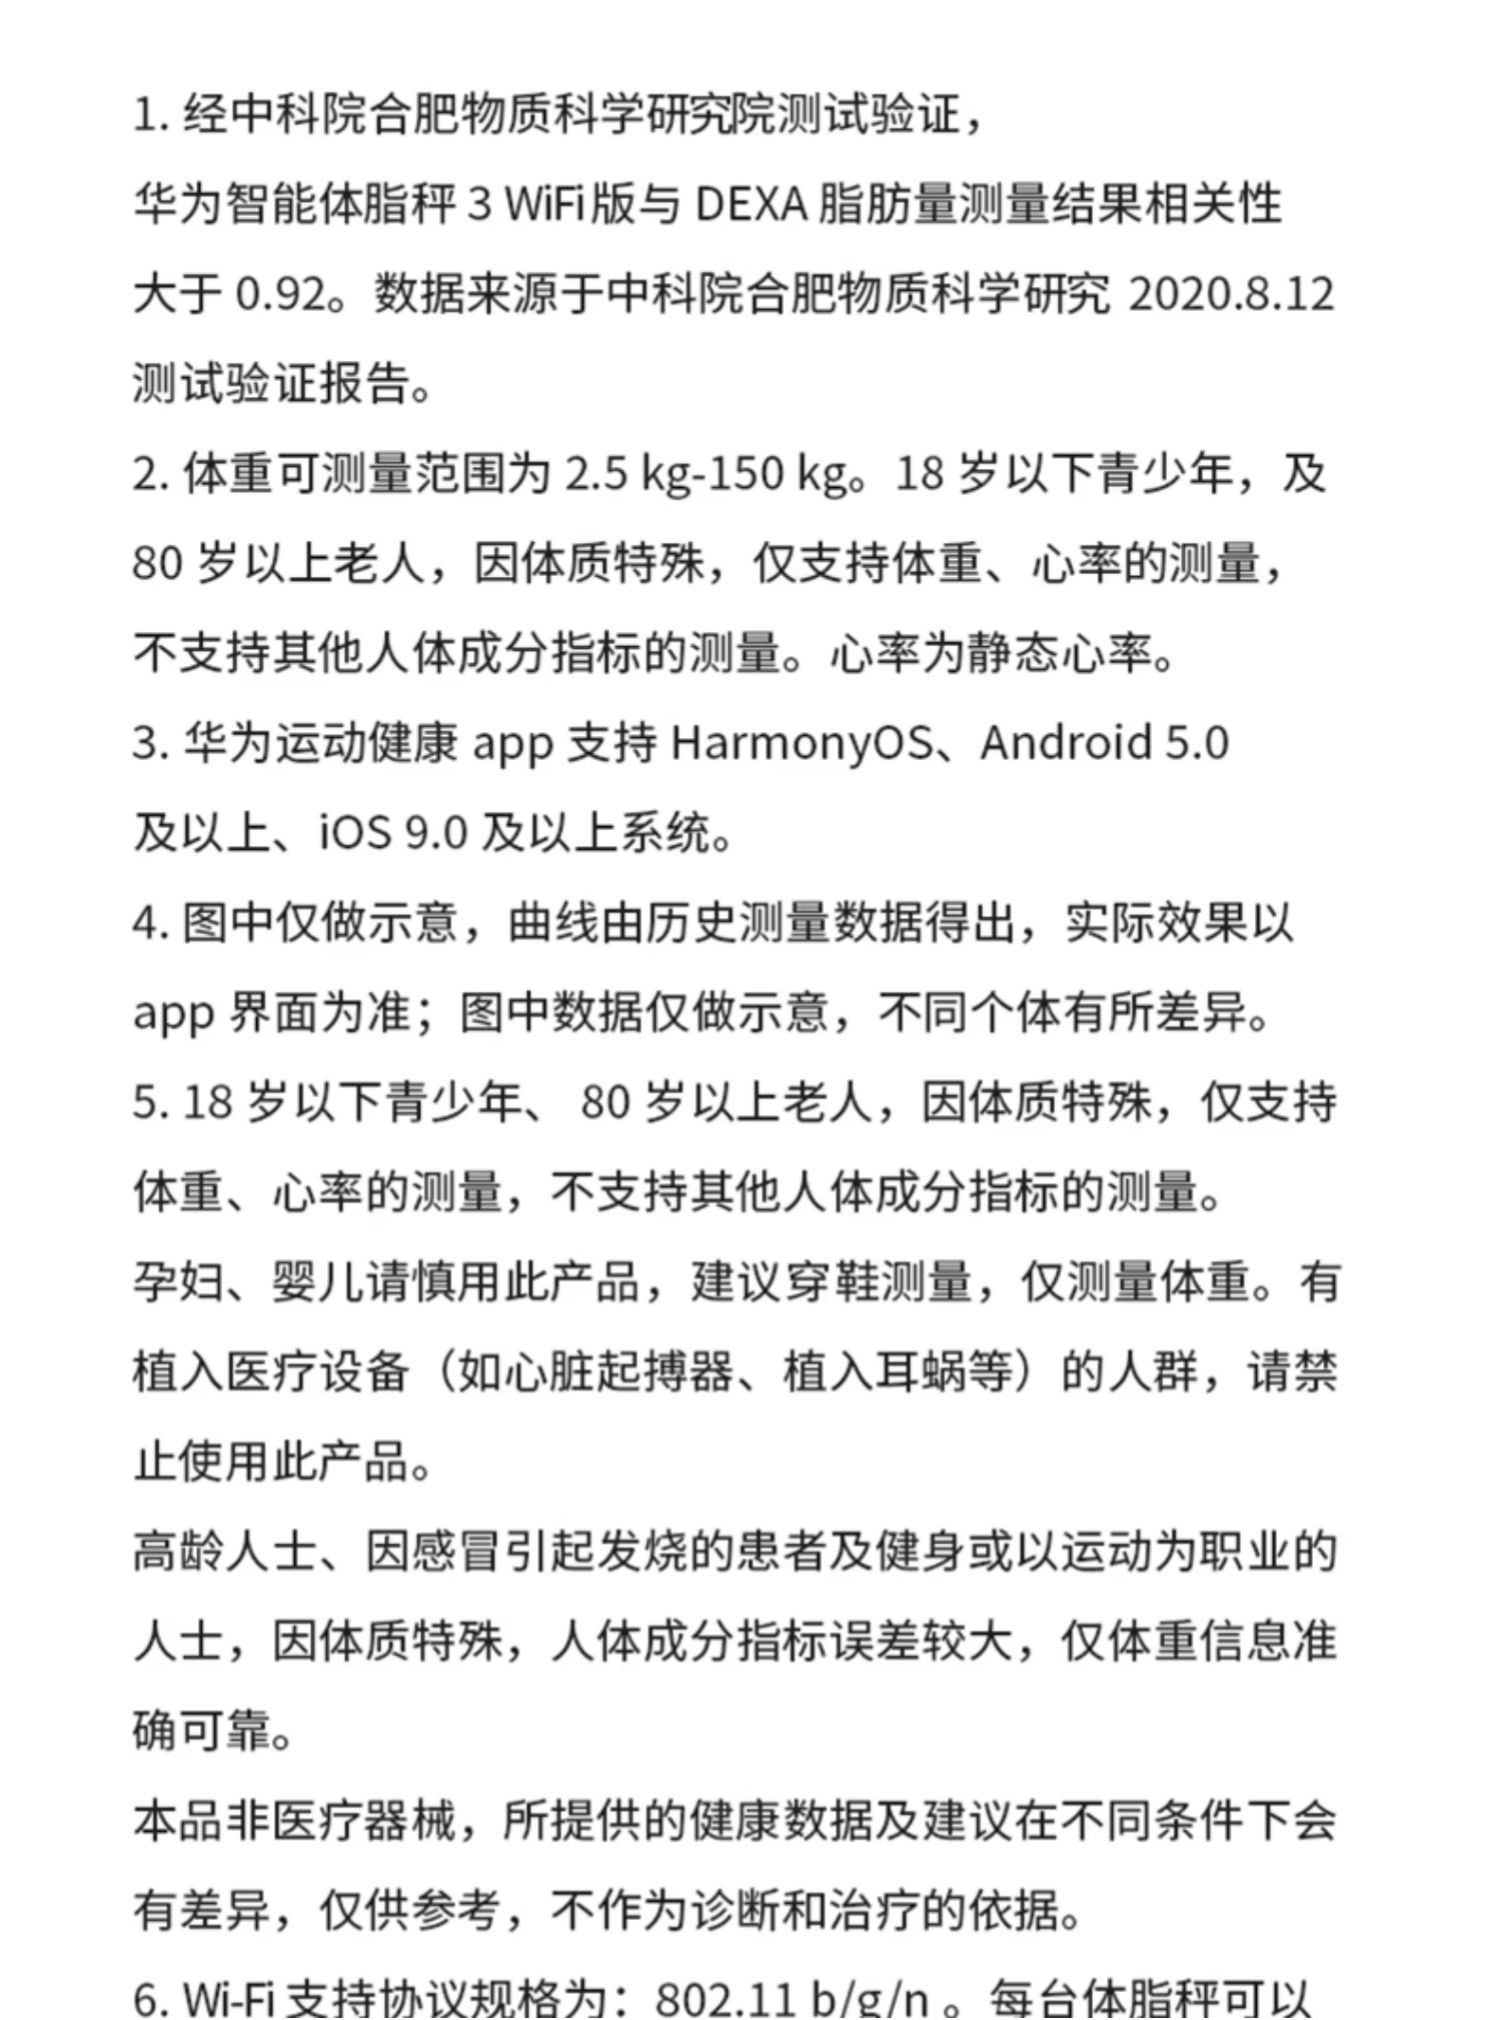 1. 经中科院合肥物质科学研究院测试验证，
华为智能体脂秤 3 WiFi版与 DEXA 脂肪量测量结果相关性
大于 0.92。数据来源于中科院合肥物质科学研究 2020.8.12
测试验证报告。
2. 体重可测量范围为 2.5 kg-150 kg。18 岁以下青少年，及
80 岁以上老人，因体质特殊，仅支持体重、心率的测量，
不支持其他人体成分指标的测量。心率为静态心率。
3. 华为运动健康 app 支持 HarmonyOS、Android 5.0
及以上、iOS 9.0 及以上系统。
4. 图中仅做示意，曲线由历史测量数据得出，实际效果以
app 界面为准；图中数据仅做示意，不同个体有所差异。
5. 18 岁以下青少年、 80 岁以上老人，因体质特殊，仅支持
体重、心率的测量，不支持其他人体成分指标的测量。
孕妇、婴儿请慎用此产品，建议穿鞋测量，仅测量体重。有
植入医疗设备（如心脏起搏器、植入耳蜗等）的人群，请禁
止使用此产品。
高龄人士、因感冒引起发烧的患者及健身或以运动为职业的
人士，因体质特殊，人体成分指标误差较大，仅体重信息准
确可靠。
本品非医疗器械，所提供的健康数据及建议在不同条件下会
有差异，仅供参考，不作为诊断和治疗的依据。
6. Wi-Fi 支持协议规格为：802.11 b/g/n 。每台体脂秤可以